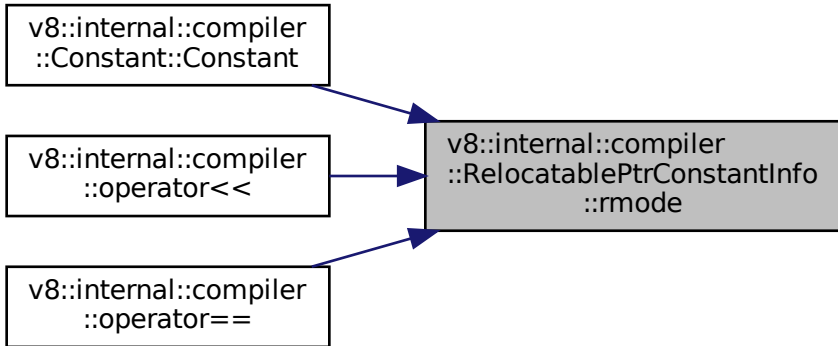 v8::internal::compiler
::Constant::Constant
v8::internal::compiler
::operator<<
v8::internal::compiler
::operator==
v8::internal::compiler
::RelocatablePtrConstantInfo
::rmode